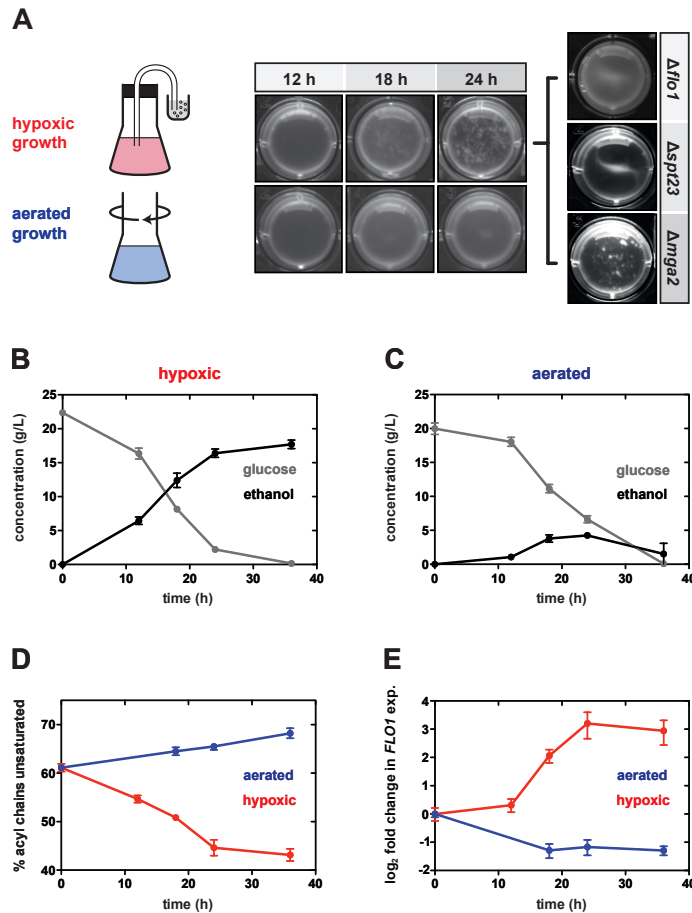 A
12 h 18 h 24 h
hypoxic
growth
aerated
growth
Δflo1
Δspt23
Δmga2
B
hypoxic
concentration (g/L)
25
20
15
10
5
0
glucose
ethanol
0 10 20 30 40
time (h)
C
aerated
concentration (g/L)
25
20
15
10
5
0
glucose
ethanol
0 10 20 30 40
time (h)
D
% acyl chains unsaturated
70
60
50
40
aerated
hypoxic
0 10 20 30 40
time (h)
E
log₂ fold change in FLO1 exp.
4
3
2
1
0
-1
-2
aerated
hypoxic
0 10 20 30 40
time (h)